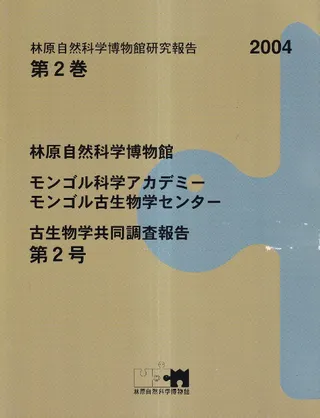 林原自然科学博物館研究報告
2004
第2巻
林原自然科学博物館
モンゴル科学アカデミー
モンゴル古生物学センター
古生物学共同調査報告
第2号
林原自然科学博物館